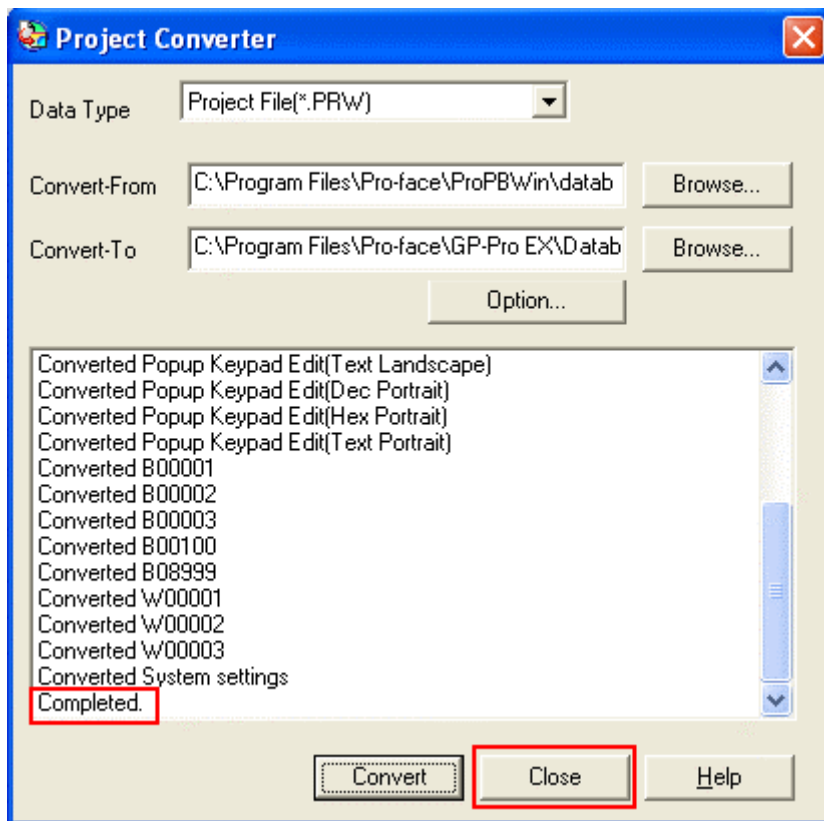 Project Converter
Data Type Project File(*.PRW)
Convert-From C:\Program Files\Pro-face\ProPBWin\datab Browse...
Convert-To C:\Program Files\Pro-face\GP-Pro EX\Datab Browse...
Option...
Converted Popup Keypad Edit(Text Landscape)
Converted Popup Keypad Edit(Dec Portrait)
Converted Popup Keypad Edit(Hex Portrait)
Converted Popup Keypad Edit(Text Portrait)
Converted B00001
Converted B00002
Converted B00003
Converted B00100
Converted B08999
Converted W00001
Converted W00002
Converted W00003
Converted System settings
Completed.
Convert Close Help